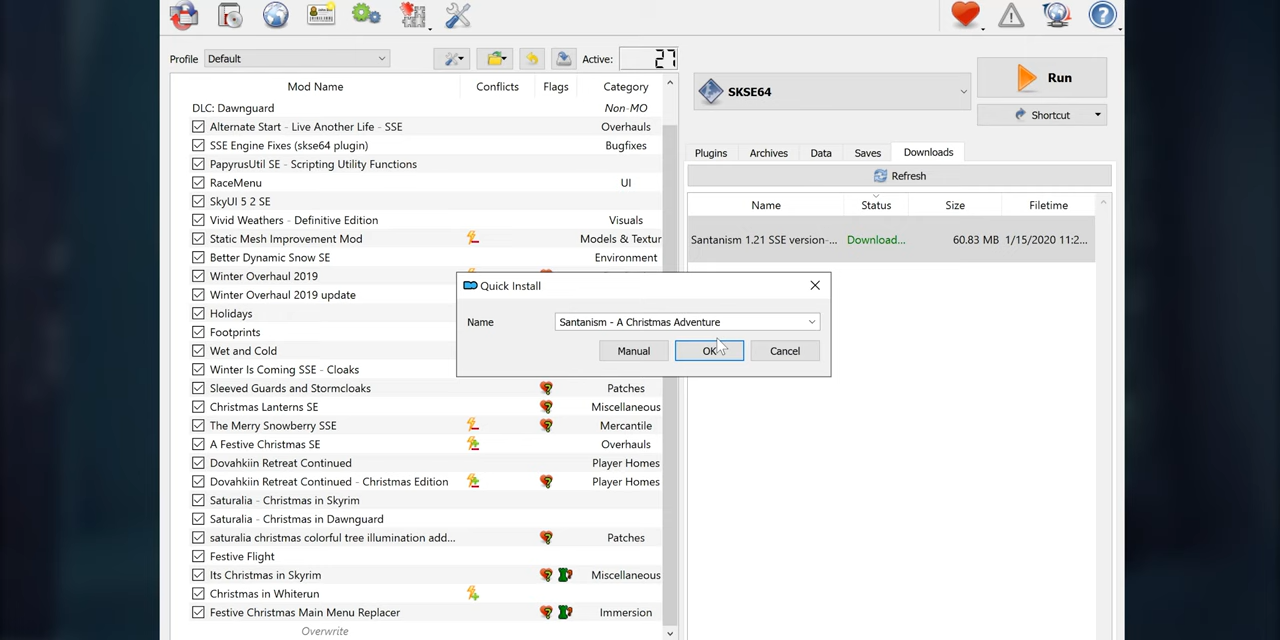 Profile Default Active: 27
SKSE64 Run
Shortcut
Mod Name Conflicts Flags Category
DLC: Dawnguard Non-MO
Alternate Start - Live Another Life - SSE Overhauls
SSE Engine Fixes (skse64 plugin) Bugfixes
PapyrusUtil SE - Scripting Utility Functions
RaceMenu UI
SkyUI 5 2 SE
Vivid Weathers - Definitive Edition Visuals
Static Mesh Improvement Mod Models & Textur
Better Dynamic Snow SE Environment
Winter Overhaul 2019
Winter Overhaul 2019 update
Holidays
Footprints
Wet and Cold
Winter Is Coming SSE - Cloaks
Sleeved Guards and Stormcloaks Patches
Christmas Lanterns SE Miscellaneous
The Merry Snowberry SSE Mercantile
A Festive Christmas SE Overhauls
Dovahkiin Retreat Continued Player Homes
Dovahkiin Retreat Continued - Christmas Edition Player Homes
Saturalia - Christmas in Skyrim
Saturalia - Christmas in Dawnguard
saturalia christmas colorful tree illumination add... Patches
Festive Flight
Its Christmas in Skyrim Miscellaneous
Christmas in Whiterun
Festive Christmas Main Menu Replacer Immersion
Overwrite
Plugins Archives Data Saves Downloads
Refresh
Name Status Size Filetime
Santanism 1.21 SSE version-... Download... 60.83 MB 1/15/2020 11:2...
Quick Install
Name Santanism - A Christmas Adventure
Manual OK Cancel